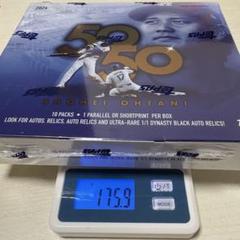 2024
50
50
SHOHEI OHTANI
10 PACKS • 1 PARALLEL OR SHORTPRINT PER BOX
LOOK FOR AUTOS, RELICS, AUTO RELICS AND ULTRA-RARE 1/1 DYNASTY BLACK AUTO RELICS!
175.9
MODE